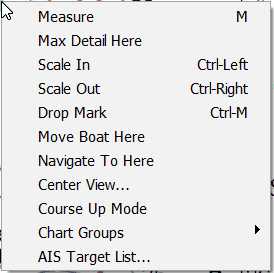 Measure M
Max Detail Here
Scale In Ctrl-Left
Scale Out Ctrl-Right
Drop Mark Ctrl-M
Move Boat Here
Navigate To Here
Center View...
Course Up Mode
Chart Groups
AIS Target List...